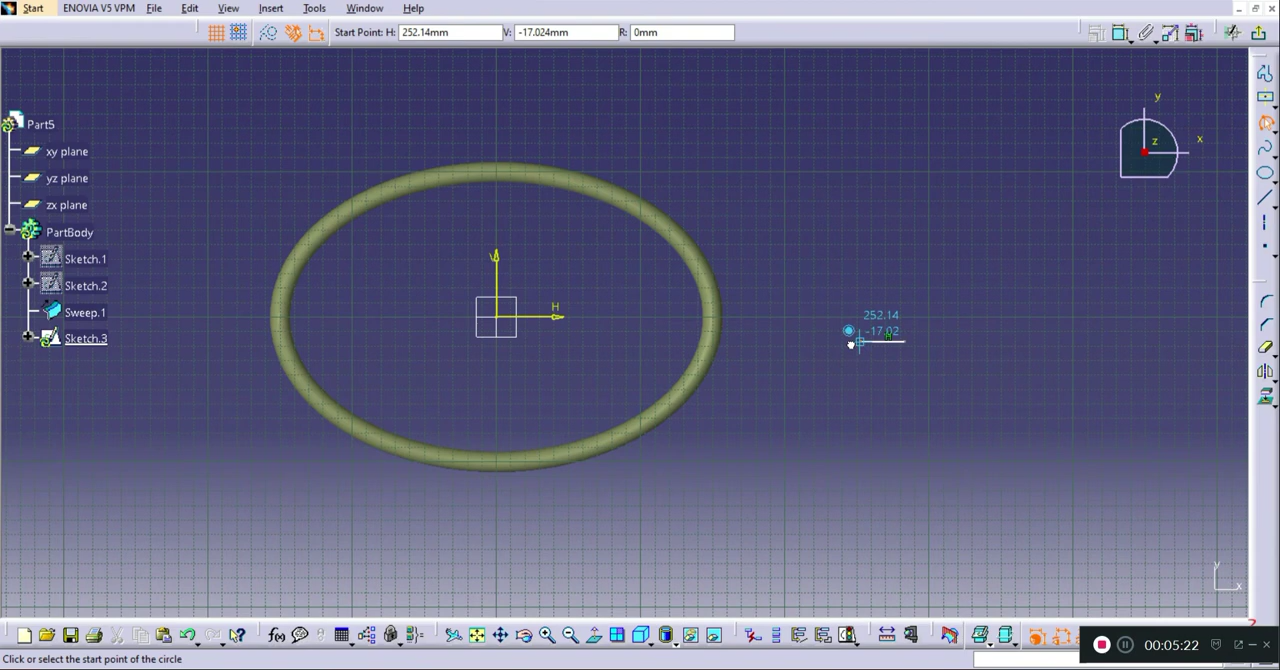 Start ENOVIA V5 VPM File Edit View Insert Tools Window Help
Start Point: H: 252.14mm V: -17.024mm R: 0mm
Part5
xy plane
yz plane
zx plane
PartBody
Sketch.1
Sketch.2
Sweep.1
Sketch.3
V
H
252.14
-17.02
H
y
x
z
y
x
f(x)
00:05:22
Click or select the start point of the circle